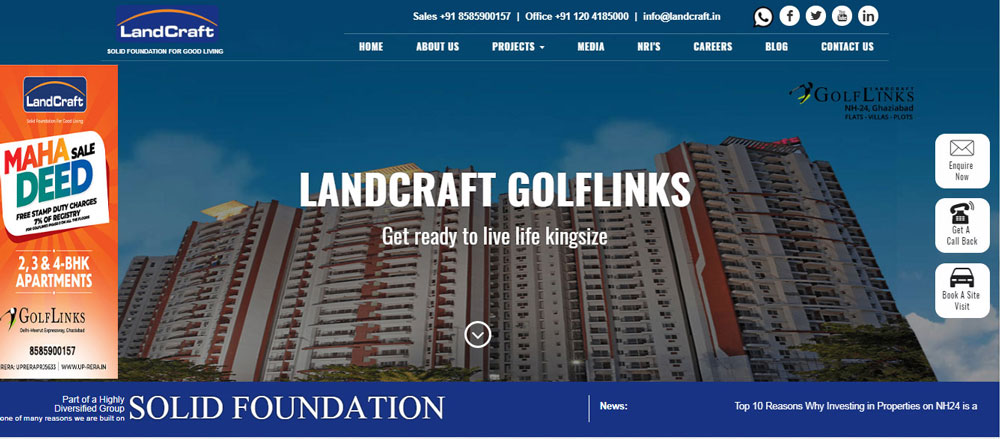 LandCraft
SOLID FOUNDATION FOR GOOD LIVING
Sales +91 8585900157 | Office +91 120 4185000 | info@landcraft.in
HOME ABOUT US PROJECTS MEDIA NRI'S CAREERS BLOG CONTACT US
LandCraft
Solid Foundation for Good Living
MAHA SALE
DEED
FREE STAMP DUTY CHARGES
7% OF REGISTRY
2, 3 & 4-BHK
APARTMENTS
GOLFLINKS
Delhi-Meerut Expressway, Ghaziabad
8585900157
RERA: UPRERAPRJ5633 | WWW.UP-RERA.IN
LANDCRAFT
GOLFLINKS
NH-24, Ghaziabad
FLATS - VILLAS - PLOTS
LANDCRAFT GOLFLINKS
Get ready to live life kingsize
Enquire
Now
Get A
Call Back
Book A Site
Visit
Part of a Highly
Diversified Group
one of many reasons we are built on
SOLID FOUNDATION
News:
Top 10 Reasons Why Investing in Properties on NH24 is a